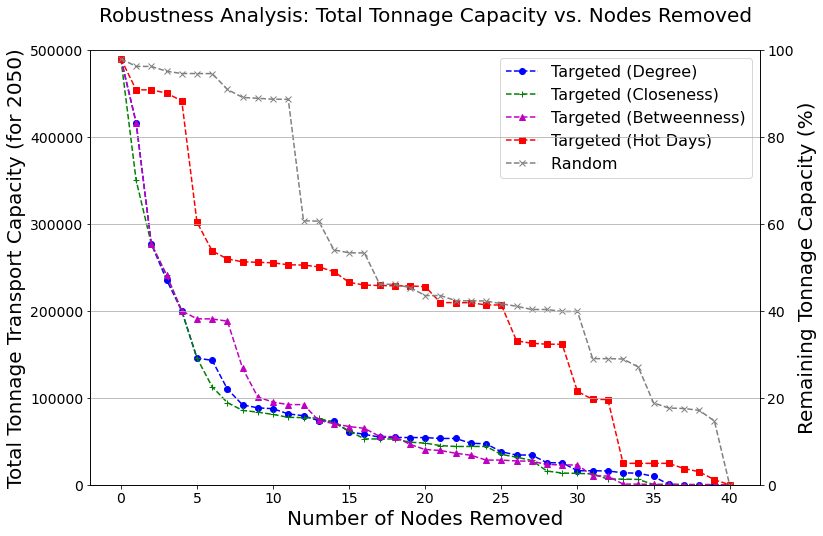 Robustness Analysis: Total Tonnage Capacity vs. Nodes Removed
Total Tonnage Transport Capacity (for 2050)
500000
400000
300000
200000
100000
0
Targeted (Degree)
Targeted (Closeness)
Targeted (Betweenness)
Targeted (Hot Days)
Random
100
80
60
40
20
0
Remaining Tonnage Capacity (%)
0 5 10 15 20 25 30 35 40
Number of Nodes Removed